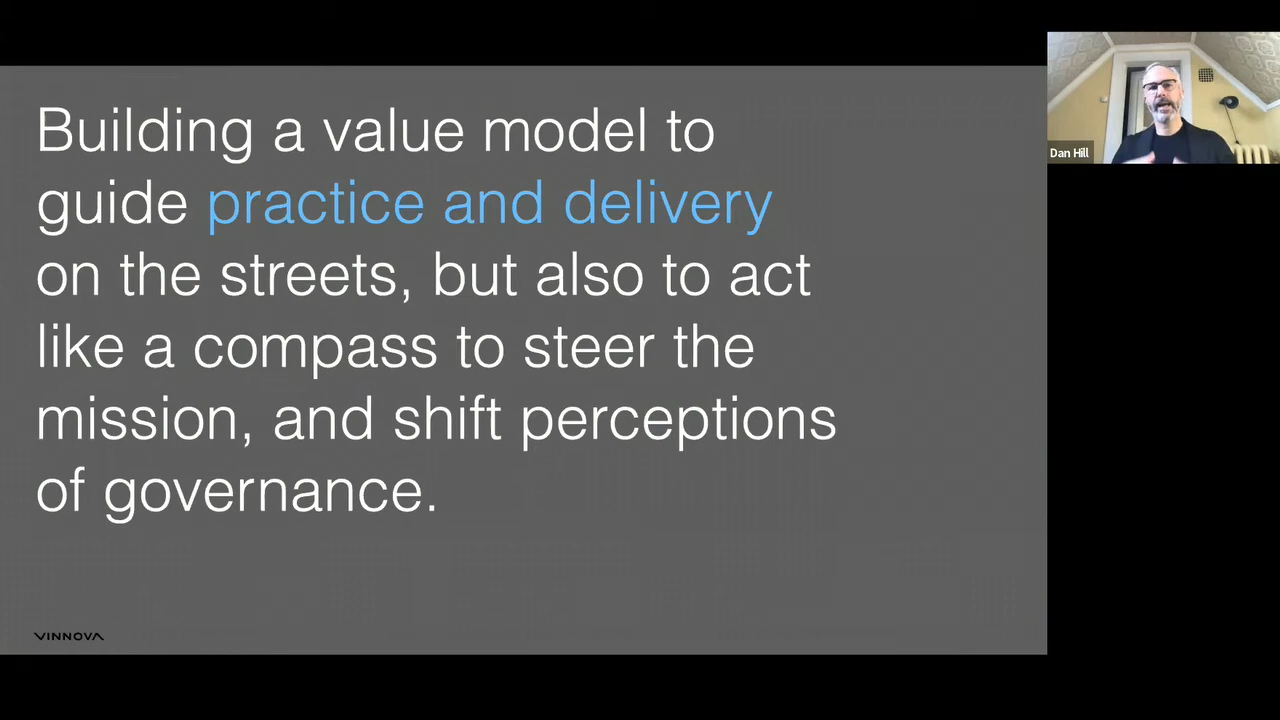 Building a value model to
guide practice and delivery
on the streets, but also to act
like a compass to steer the
mission, and shift perceptions
of governance.
VINNOVA
Dan Hill